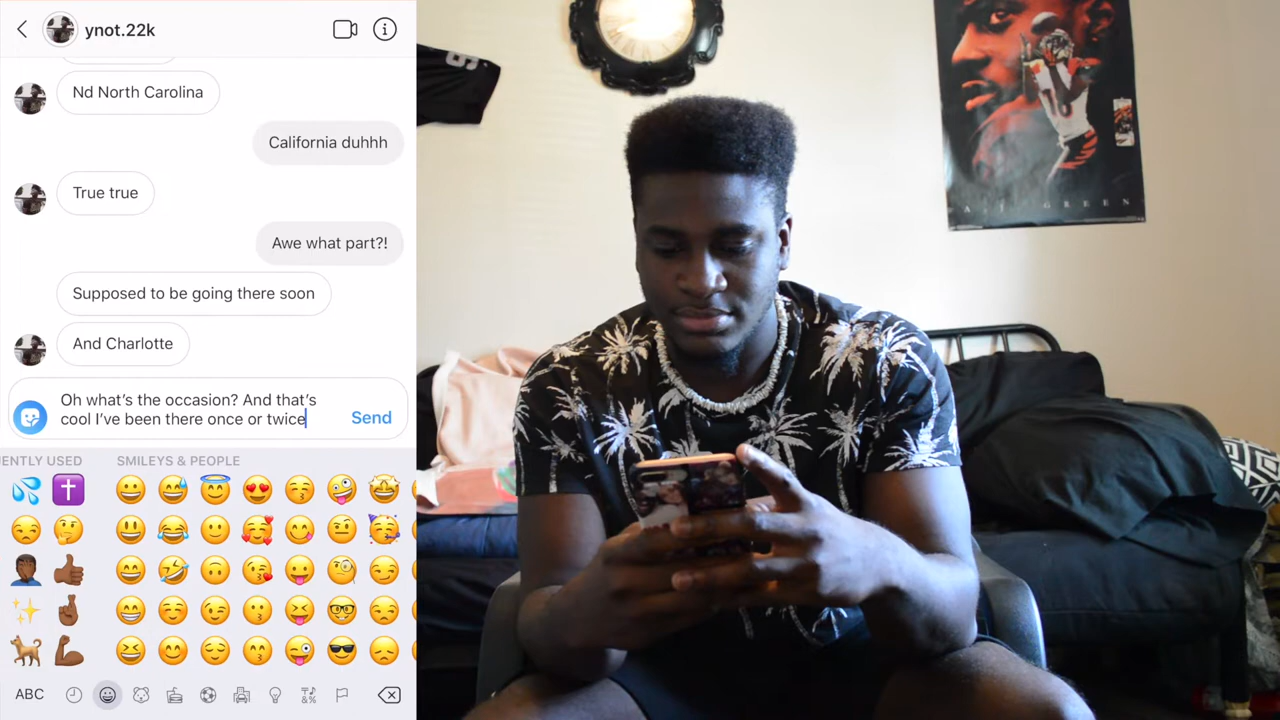 ynot.22k
Nd North Carolina
California duhhh
True true
Awe what part?!
Supposed to be going there soon
And Charlotte
Oh what’s the occasion? And that’s
cool I’ve been there once or twice
Send
ENTLY USED
SMILEYS & PEOPLE
ABC
GREEN